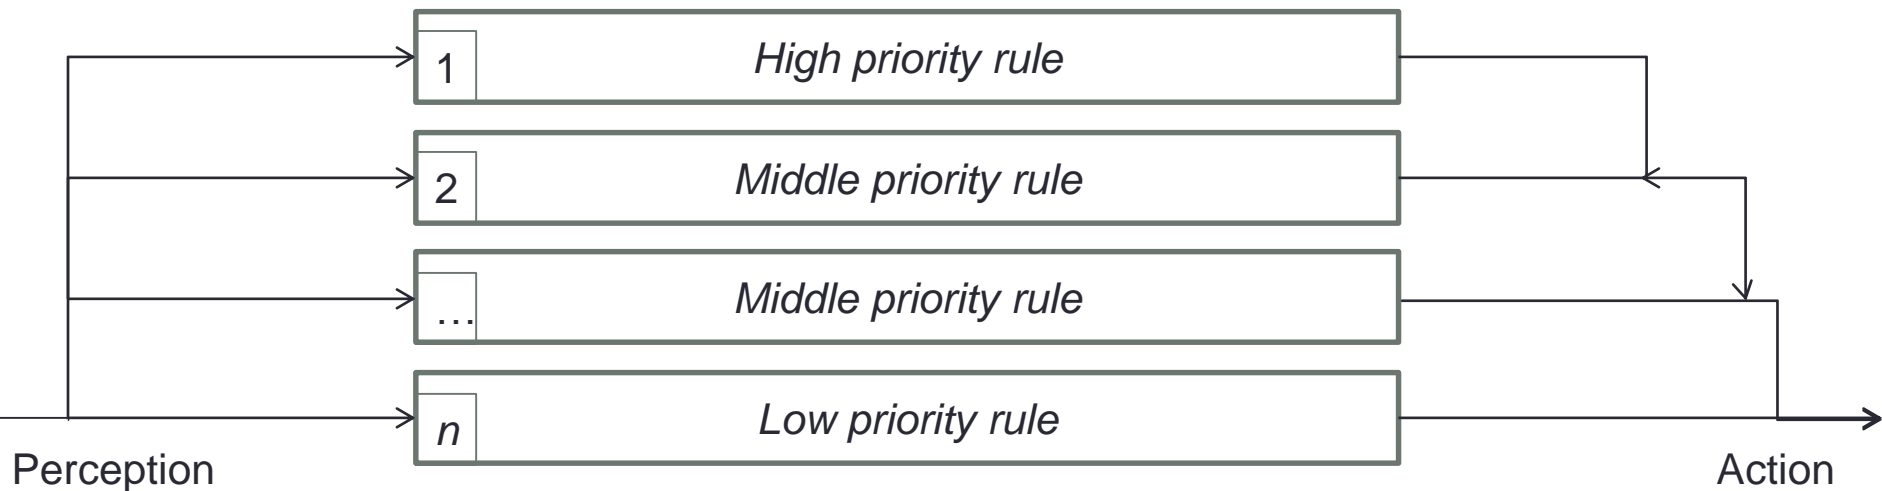 1 High priority rule
2 Middle priority rule
... Middle priority rule
n Low priority rule
Perception
Action